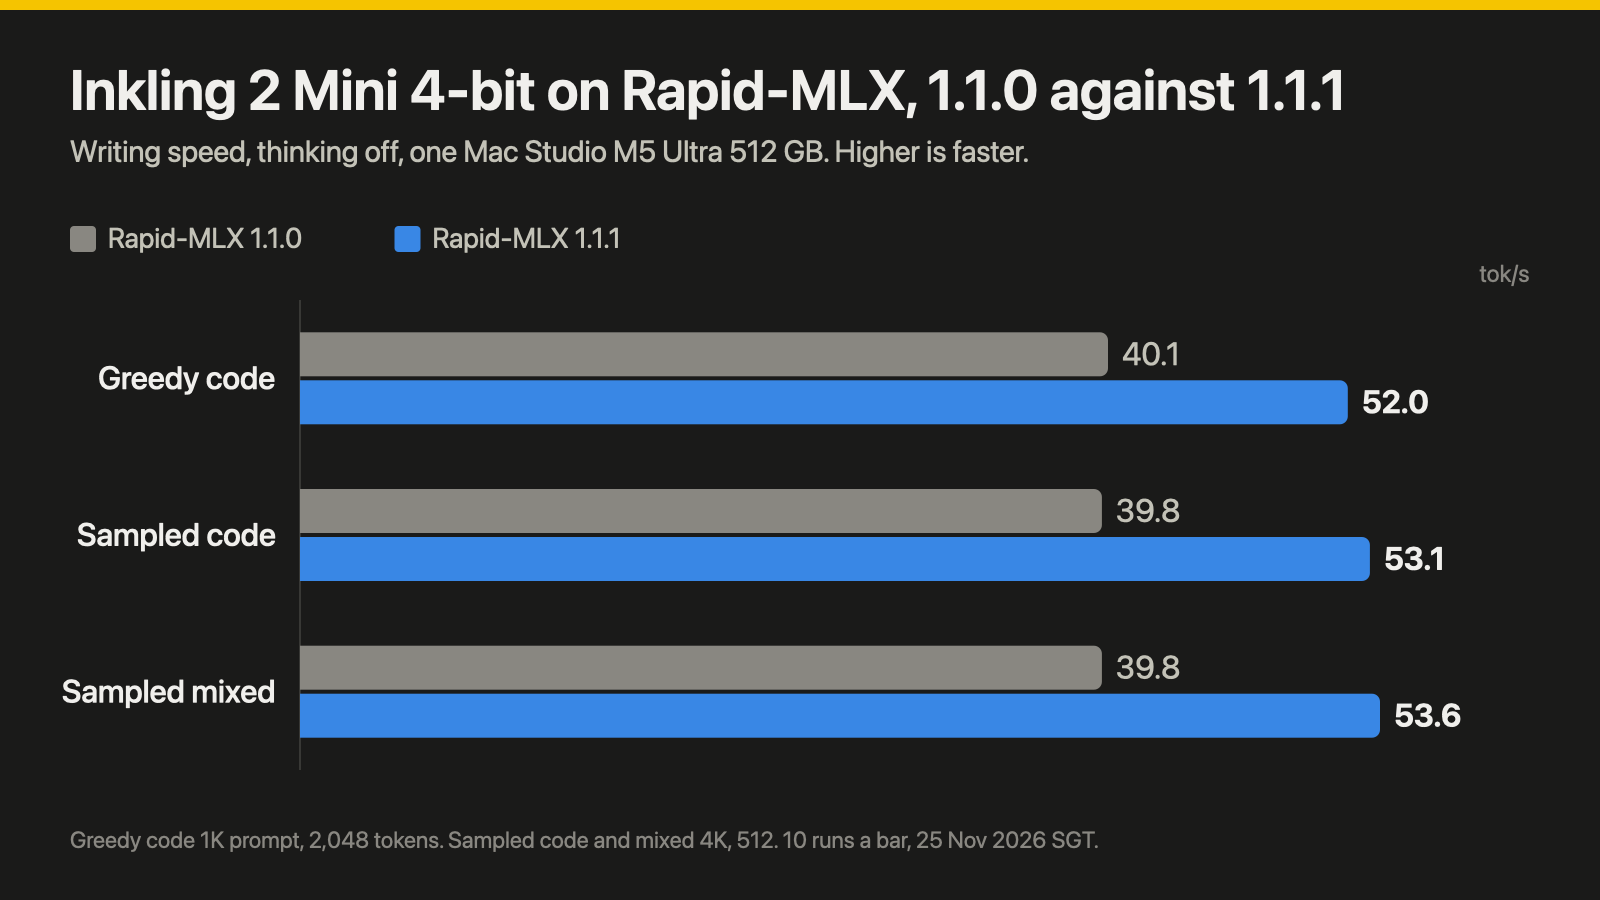 Inkling 2 Mini 4-bit on Rapid-MLX, 1.1.0 against 1.1.1
Writing speed, thinking off, one Mac Studio M5 Ultra 512 GB. Higher is faster.
Rapid-MLX 1.1.0
Rapid-MLX 1.1.1
tok/s
Greedy code
40.1
52.0
Sampled code
39.8
53.1
Sampled mixed
39.8
53.6
Greedy code 1K prompt, 2,048 tokens. Sampled code and mixed 4K, 512. 10 runs a bar, 25 Nov 2026 SGT.